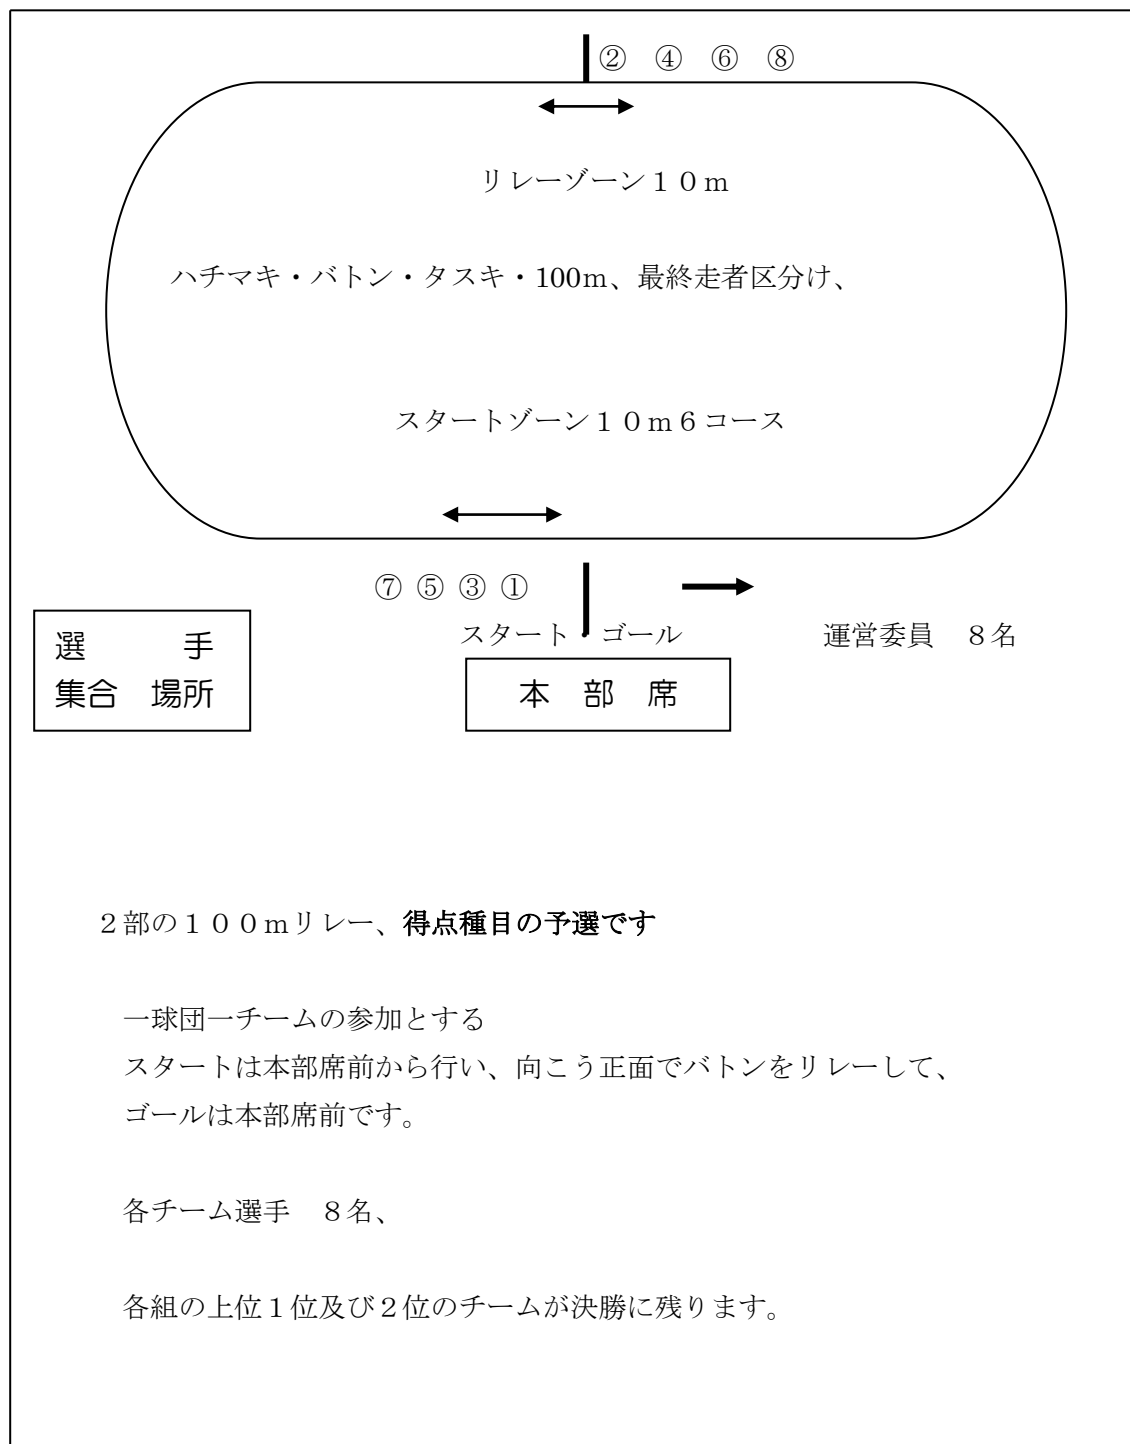 ② ④ ⑥ ⑧
リレーゾーン１０ｍ
ハチマキ・バトン・タスキ・100ｍ、最終走者区分け、
スタートゾーン１０ｍ６コース
⑦ ⑤ ③ ①
スタート・ゴール
運営委員　８名
選　手
集合　場所
本　部　席
２部の１００ｍリレー、得点種目の予選です
一球団一チームの参加とする
スタートは本部席前から行い、向こう正面でバトンをリレーして、
ゴールは本部席前です。
各チーム選手　８名、
各組の上位１位及び２位のチームが決勝に残ります。